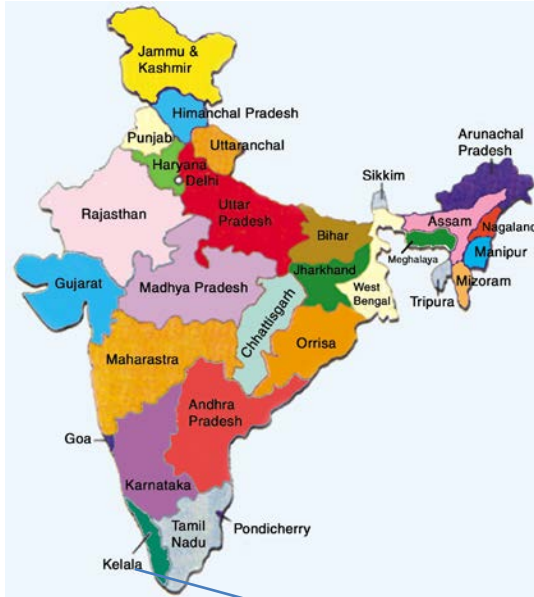 Jammu &
Kashmir
Himanchal Pradesh
Punjab
Uttaranchal
Haryana
Delhi
Arunachal
Pradesh
Sikkim
Rajasthan
Uttar
Pradesh
Assam
Nagaland
Bihar
Meghalaya
Manipur
Jharkhand
Gujarat
Madhya Pradesh
West
Bengal
Tripura
Mizoram
Chhattisgarh
Maharastra
Orrisa
Andhra
Pradesh
Goa
Karnataka
Tamil
Nadu
Pondicherry
Kelala